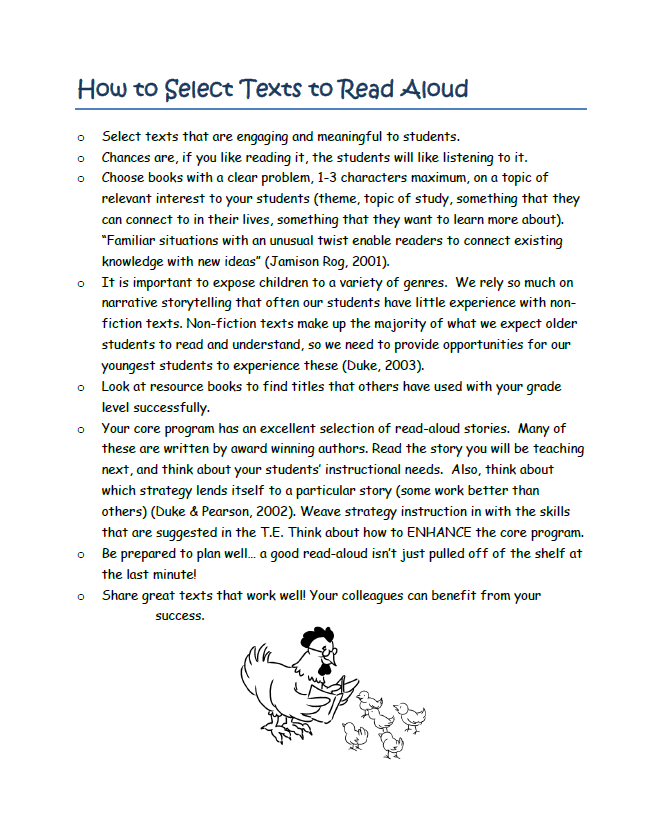 How to Select Texts to Read Aloud
o Select texts that are engaging and meaningful to students.
o Chances are, if you like reading it, the students will like listening to it.
o Choose books with a clear problem, 1-3 characters maximum, on a topic of
relevant interest to your students (theme, topic of study, something that they
can connect to in their lives, something that they want to learn more about).
“Familiar situations with an unusual twist enable readers to connect existing
knowledge with new ideas” (Jamison Rog, 2001).
o It is important to expose children to a variety of genres. We rely so much on
narrative storytelling that often our students have little experience with non-
fiction texts. Non-fiction texts make up the majority of what we expect older
students to read and understand, so we need to provide opportunities for our
youngest students to experience these (Duke, 2003).
o Look at resource books to find titles that others have used with your grade
level successfully.
o Your core program has an excellent selection of read-aloud stories. Many of
these are written by award winning authors. Read the story you will be teaching
next, and think about your students’ instructional needs. Also, think about
which strategy lends itself to a particular story (some work better than
others) (Duke & Pearson, 2002). Weave strategy instruction in with the skills
that are suggested in the T.E. Think about how to ENHANCE the core program.
o Be prepared to plan well… a good read-aloud isn’t just pulled off of the shelf at
the last minute!
o Share great texts that work well! Your colleagues can benefit from your
success.